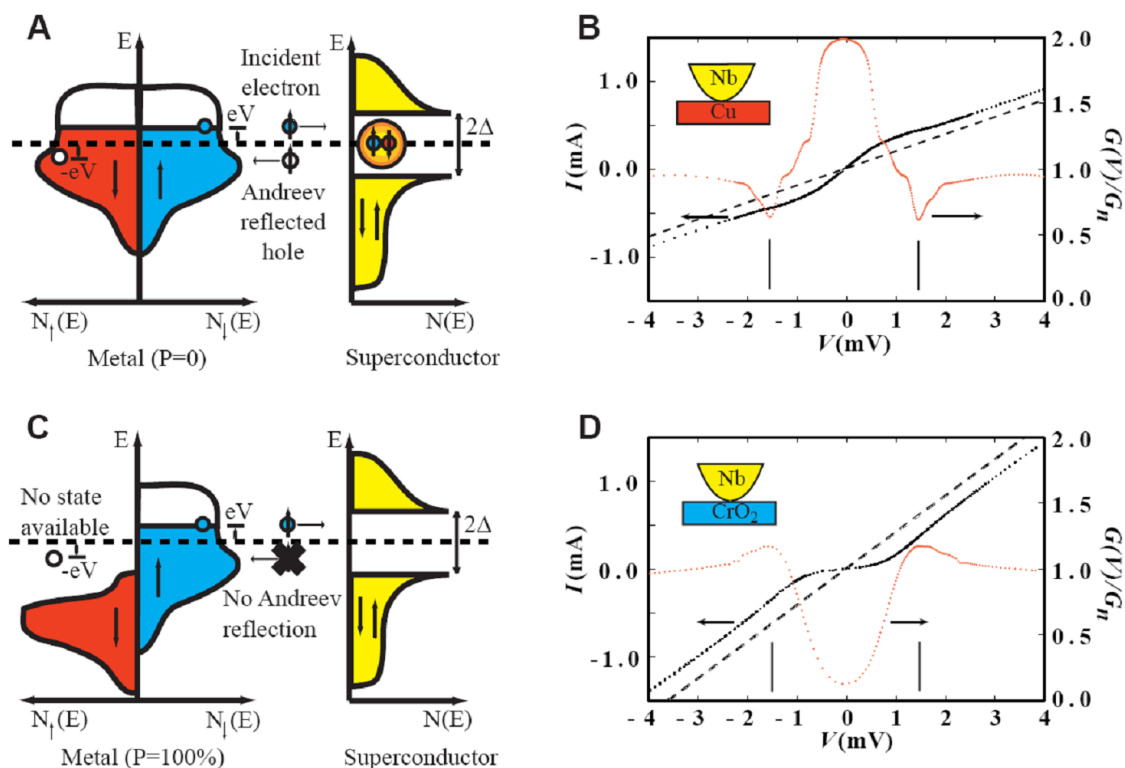 A
E
Incident
electron
eV
-eV
Andreev
reflected
hole
N↑(E)
N↓(E)
Metal (P=0)
E
2Δ
N(E)
Superconductor
B
Nb
Cu
I(mA)
1.0
0.0
-1.0
G(V)/Gn
2.0
1.5
1.0
0.5
0.0
-4 -3 -2 -1 0 1 2 3 4
V(mV)
C
E
No state
available
eV
-eV
No Andreev
reflection
N↑(E)
N↓(E)
Metal (P=100%)
E
2Δ
N(E)
Superconductor
D
Nb
CrO2
I(mA)
1.0
0.0
-1.0
G(V)/Gn
2.0
1.5
1.0
0.5
0.0
-4 -3 -2 -1 0 1 2 3 4
V(mV)